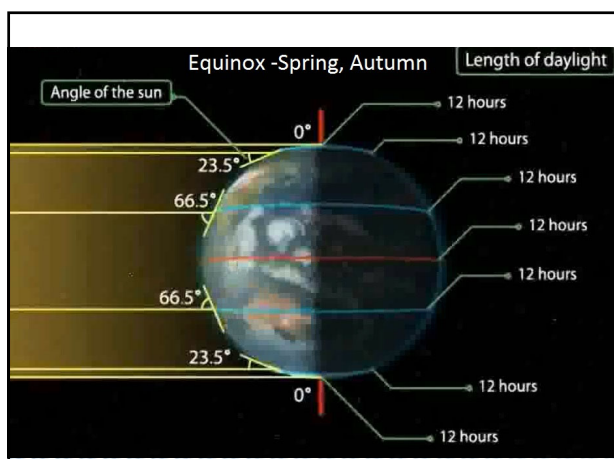 Equinox -Spring, Autumn
Length of daylight
Angle of the sun
0°
12 hours
12 hours
23.5°
66.5°
12 hours
12 hours
66.5°
12 hours
23.5°
12 hours
0°
12 hours